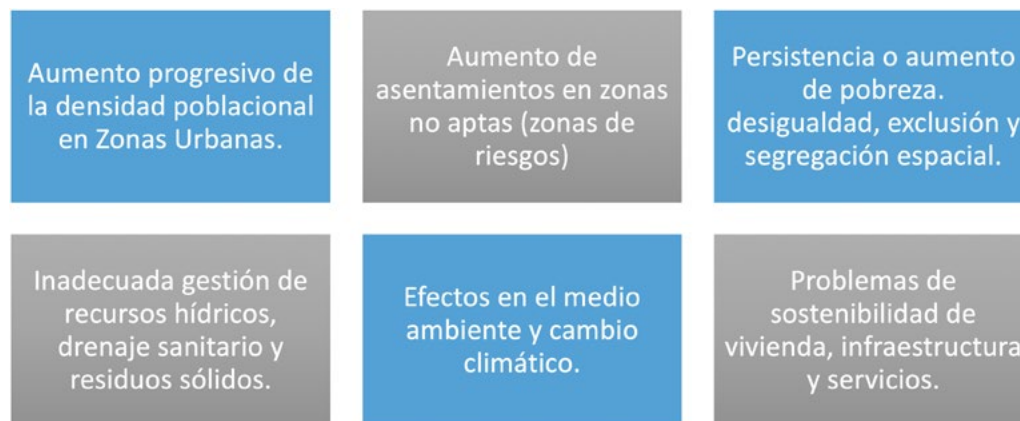 Aumento progresivo de
la densidad poblacional
en Zonas Urbanas.
Aumento de
asentamientos en zonas
no aptas (zonas de
riesgos)
Persistencia o aumento
de pobreza.
desigualdad, exclusión y
segregación espacial.
Inadecuada gestión de
recursos hídricos,
drenaje sanitario y
residuos sólidos.
Efectos en el medio
ambiente y cambio
climático.
Problemas de
sostenibilidad de
vivienda, infraestructura
y servicios.